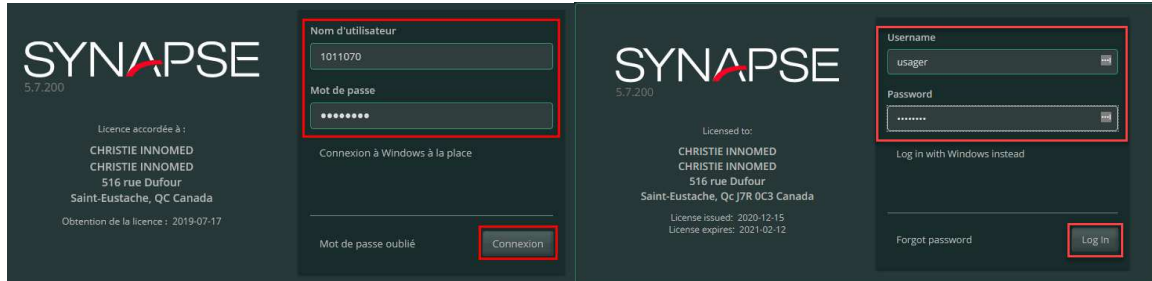 SYNAPSE
5.7.200
Licence accordée à :
CHRISTIE INNOMED
CHRISTIE INNOMED
516 rue Dufour
Saint-Eustache, QC Canada
Obtention de la licence : 2019-07-17
Nom d'utilisateur
1011070
Mot de passe
••••••••
Connexion à Windows à la place
Mot de passe oublié
Connexion
SYNAPSE
5.7.200
Licensed to:
CHRISTIE INNOMED
CHRISTIE INNOMED
516 rue Dufour
Saint-Eustache, Qc J7R 0C3 Canada
License issued: 2020-12-15
License expires: 2021-02-12
Username
usager
Password
••••••••
Log in with Windows instead
Forgot password
Log In